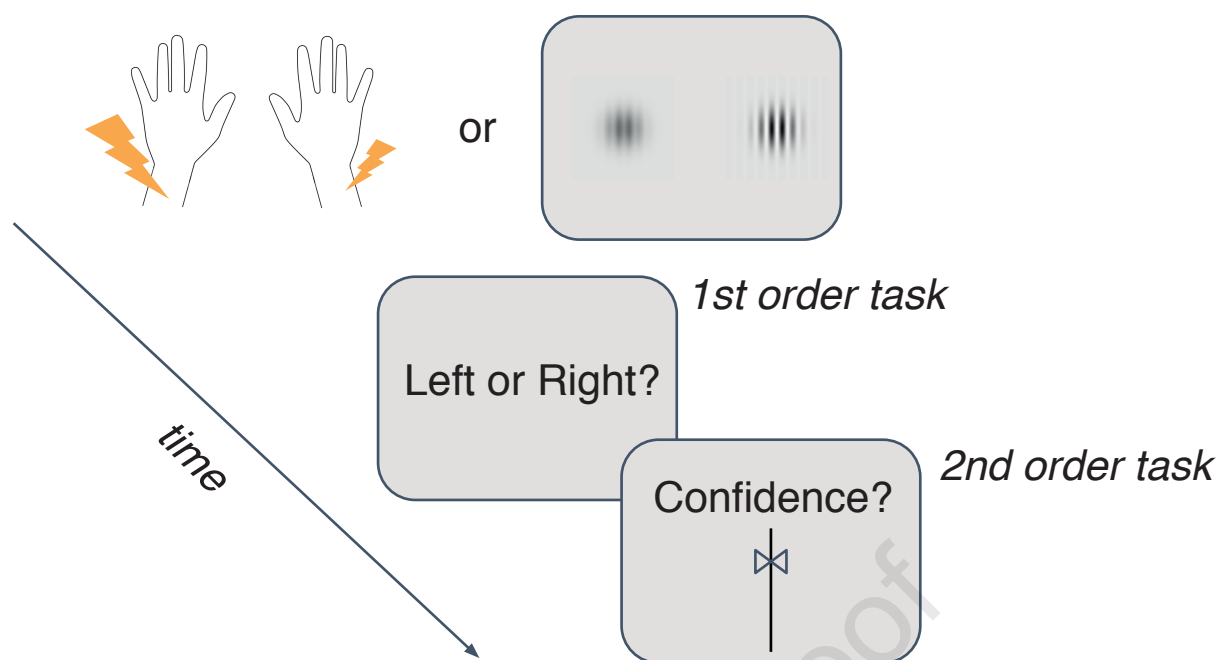 or
1st order task
Left or Right?
time
2nd order task
Confidence?